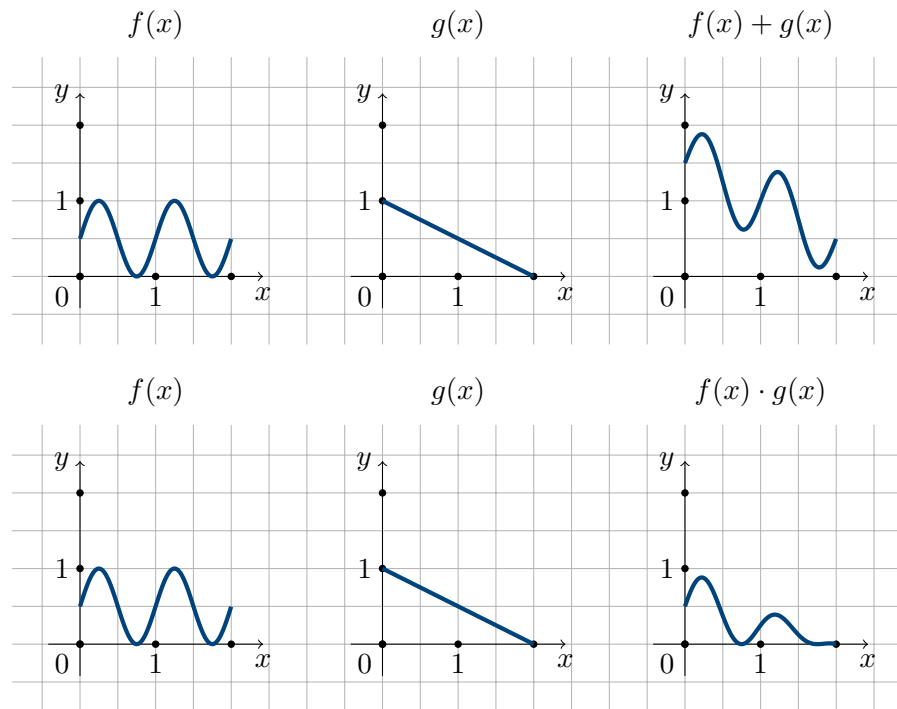 f(x) g(x) f(x) + g(x)
y y y
1 1 1
0 1 x 0 1 x 0 1 x
f(x) g(x) f(x) · g(x)
y y y
1 1 1
0 1 x 0 1 x 0 1 x